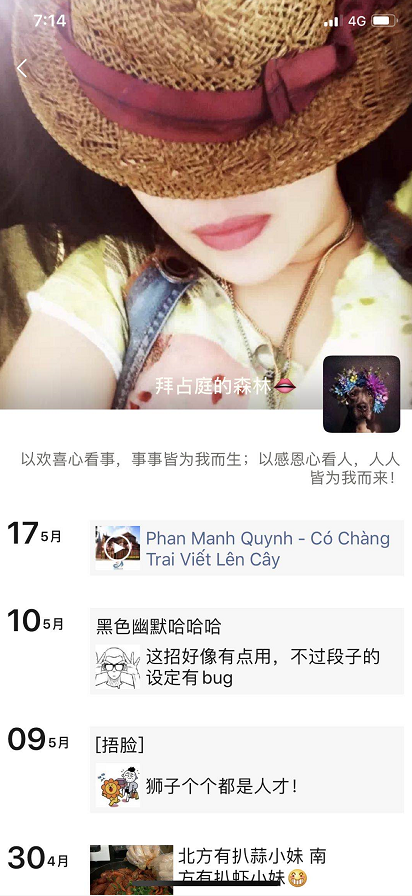 7:14
4G
拜占庭的森林👄
以欢喜心看事，事事皆为我而生；以感恩心看人，人人
皆为我而来！
17 5月
Phan Manh Quynh - Có Chàng
Trai Viết Lên Cây
10 5月
黑色幽默哈哈哈
这招好像有点用，不过段子的
设定有bug
09 5月
[捂脸]
狮子个个都是人才！
30 4月
北方有扒蒜小妹 南
方有扒虾小妹😁